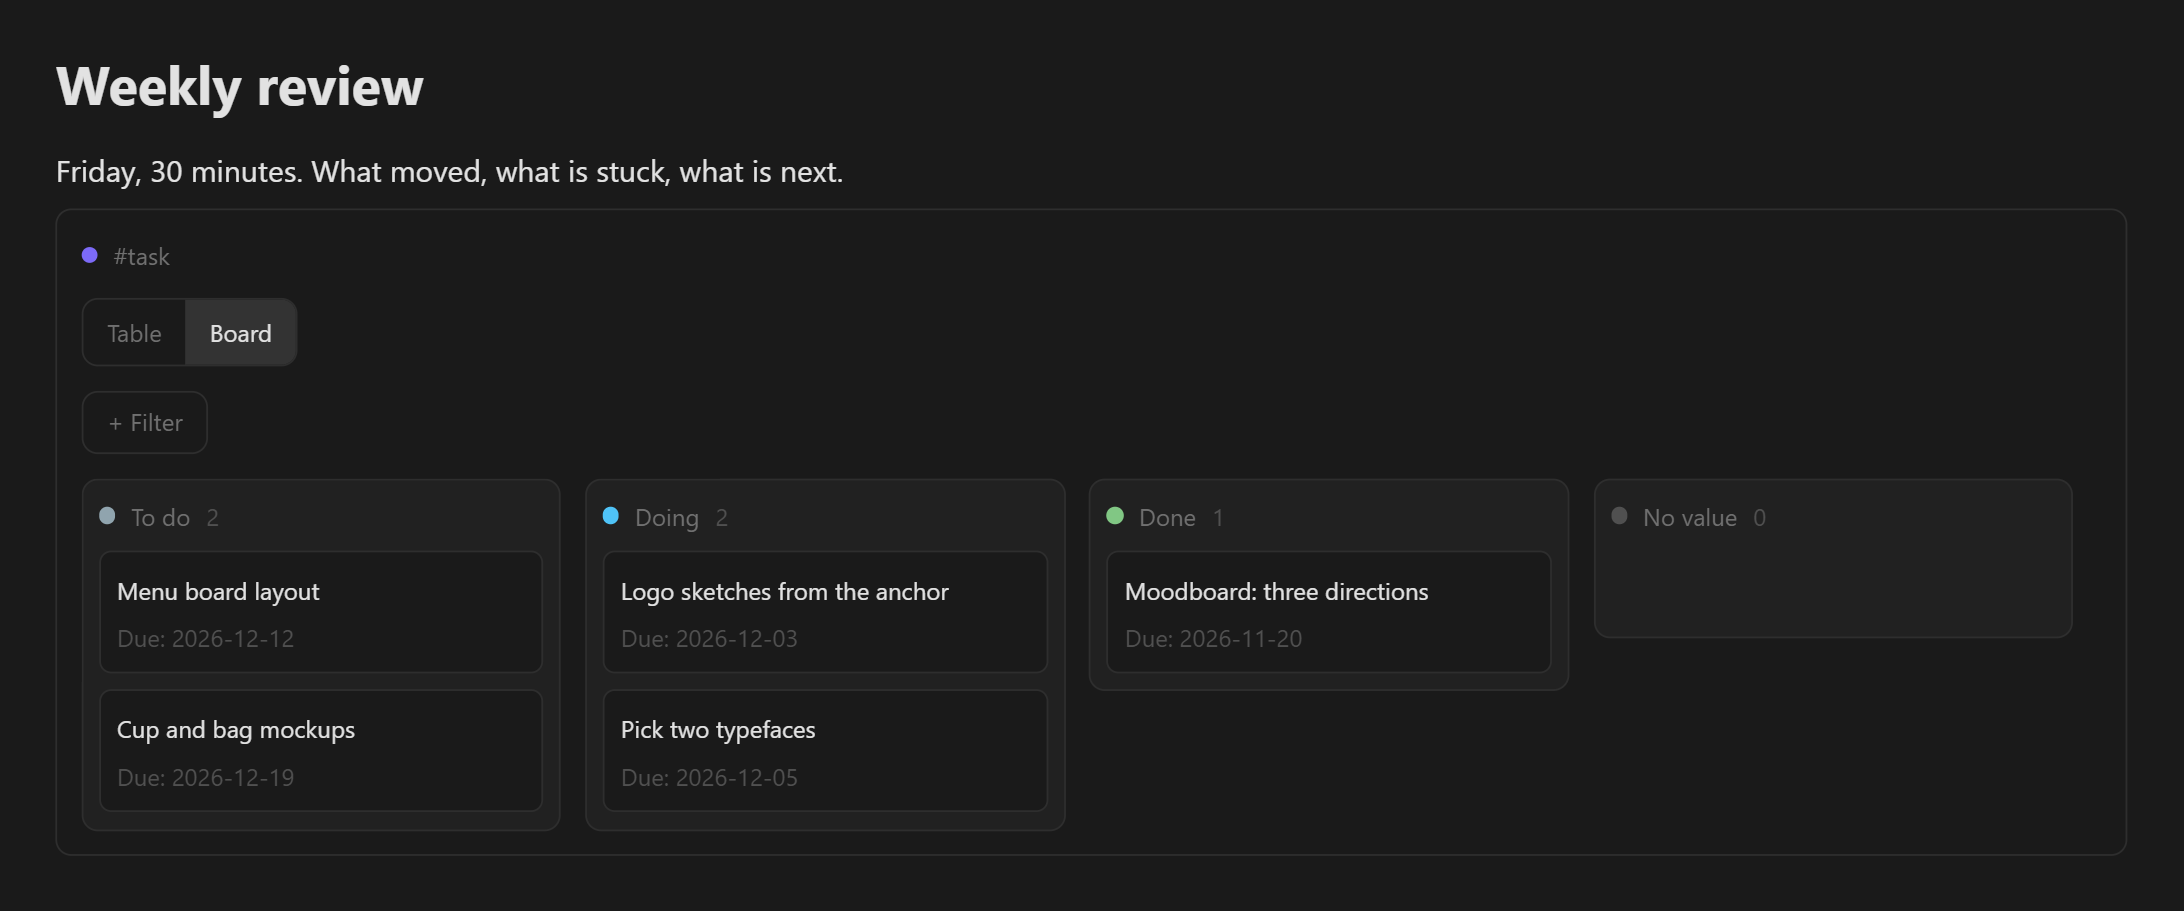 Weekly review
Friday, 30 minutes. What moved, what is stuck, what is next.
#task
Table
Board
+ Filter
To do 2
Menu board layout
Due: 2026-12-12
Cup and bag mockups
Due: 2026-12-19
Doing 2
Logo sketches from the anchor
Due: 2026-12-03
Pick two typefaces
Due: 2026-12-05
Done 1
Moodboard: three directions
Due: 2026-11-20
No value 0